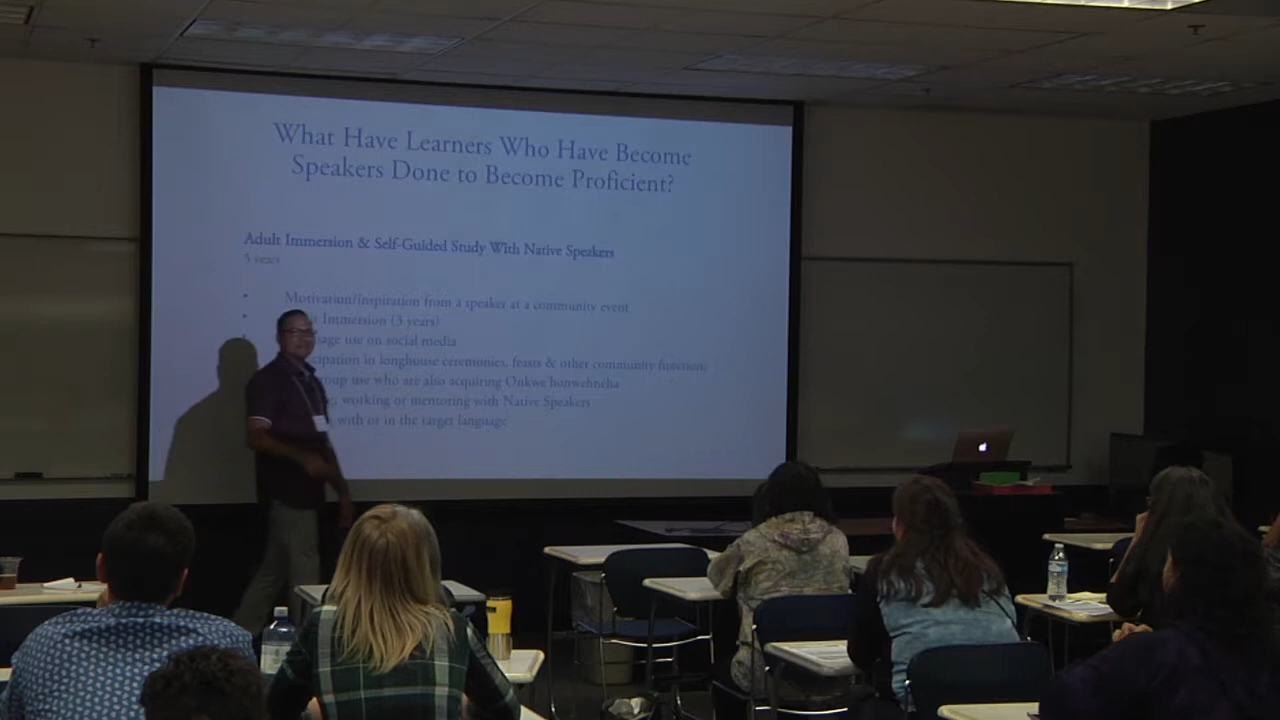 What Have Learners Who Have Become
Speakers Done to Become Proficient?
Adult Immersion & Self-Guided Study With Native Speakers
5 years
• Motivation/inspiration from a speaker at a community event
• Immersion (3 years)
use on social media
in longhouse ceremonies, feasts & other community functions
use who are also acquiring Onkwe'honwehnéha
working or mentoring with Native Speakers
with or in the target language